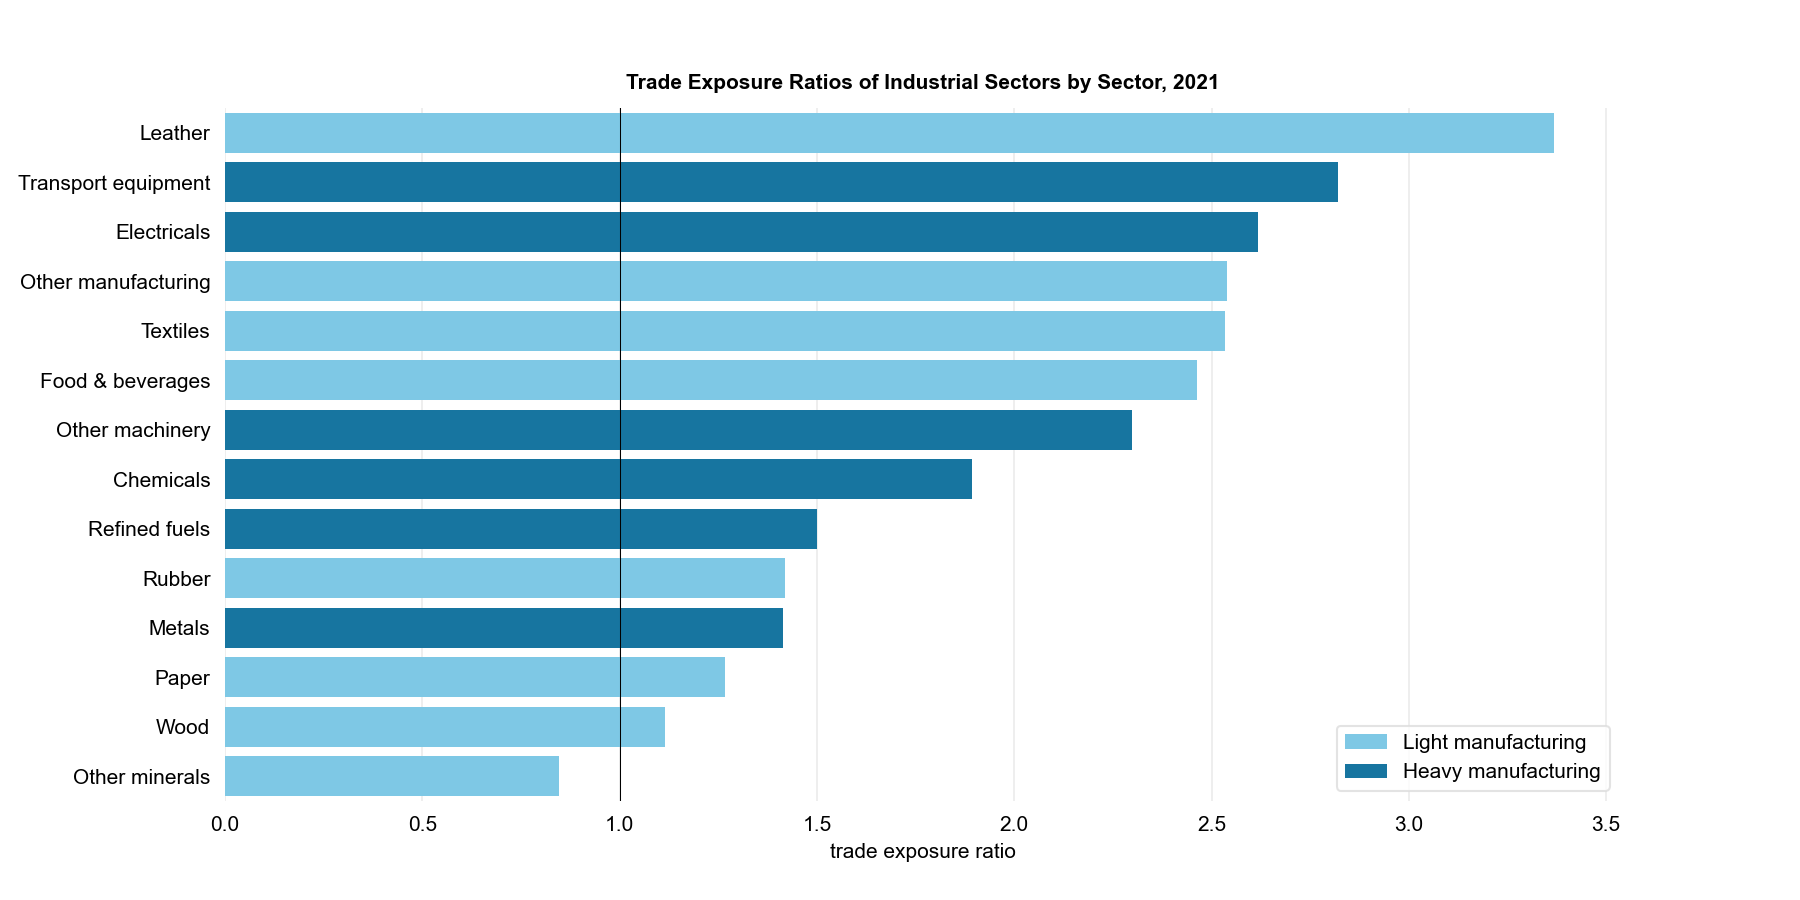 Trade Exposure Ratios of Industrial Sectors by Sector, 2021
Leather
Transport equipment
Electricals
Other manufacturing
Textiles
Food & beverages
Other machinery
Chemicals
Refined fuels
Rubber
Metals
Paper
Wood
Other minerals
Light manufacturing
Heavy manufacturing
0.0 0.5 1.0 1.5 2.0 2.5 3.0 3.5
trade exposure ratio